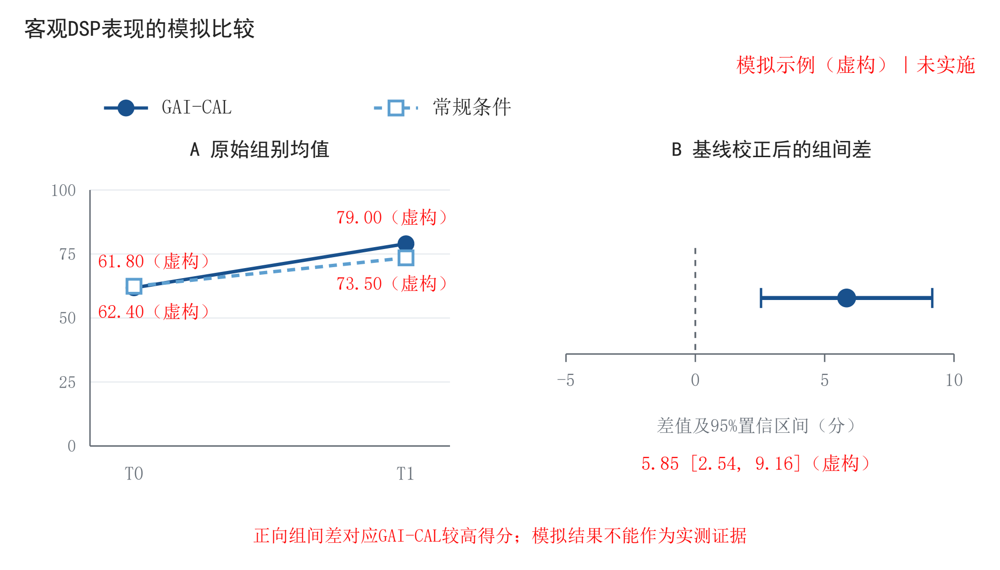 客观DSP表现的模拟比较
模拟示例（虚构）｜未实施
GAI-CAL
常规条件
A 原始组别均值
B 基线校正后的组间差
100
75
50
25
0
79.00（虚构）
61.80（虚构）
73.50（虚构）
62.40（虚构）
T0
T1
-5
0
5
10
差值及95%置信区间（分）
5.85 [2.54, 9.16]（虚构）
正向组间差对应GAI-CAL较高得分；模拟结果不能作为实测证据